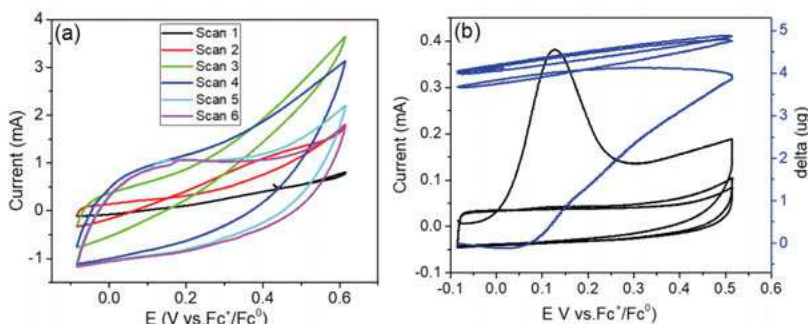 (a)
Scan 1
Scan 2
Scan 3
Scan 4
Scan 5
Scan 6
4
3
2
1
0
-1
Current (mA)
0.0 0.2 0.4 0.6
E (V vs.Fc⁺/Fc⁰)
(b)
0.4
0.3
0.2
0.1
0.0
-0.1
Current (mA)
5
4
3
2
1
0
delta (ug)
-0.1 0.0 0.1 0.2 0.3 0.4 0.5 0.6
E V vs.Fc⁺/Fc⁰)